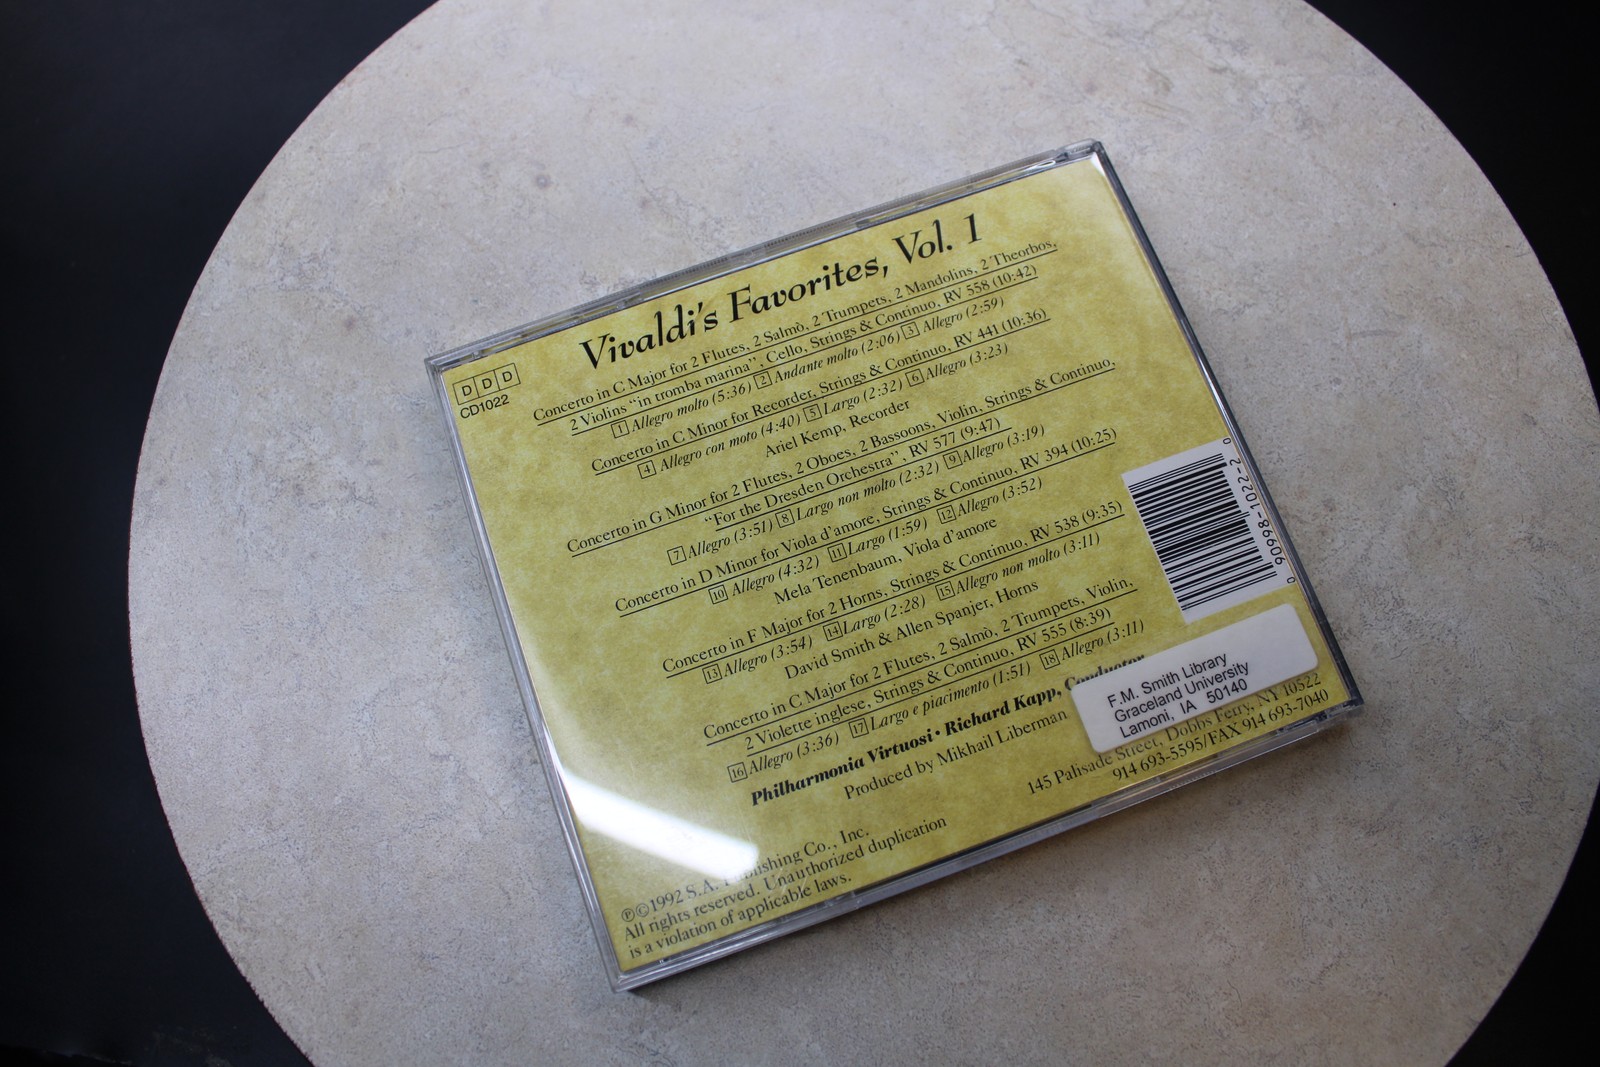 Vivaldi's Favorites, Vol. 1
D D D
CD1022
Concerto in C Major for 2 Flutes, 2 Salmò, 2 Trumpets, 2 Mandolins, 2 Theorbos,
2 Violins "in tromba marina", Cello, Strings & Continuo, RV 558 (10:42)
1 Allegro molto (5:36) 2 Andante molto (2:06) 3 Allegro (2:59)
Concerto in C Minor for Recorder, Strings & Continuo, RV 441 (10:36)
4 Allegro con moto (4:40) 5 Largo (2:32) 6 Allegro (3:23)
Ariel Kemp, Recorder
Concerto in G Minor for 2 Flutes, 2 Oboes, 2 Bassoons, Violin, Strings & Continuo,
"For the Dresden Orchestra", RV 577 (9:47)
7 Allegro (3:51) 8 Largo non molto (2:32) 9 Allegro (3:19)
Concerto in D Minor for Viola d'amore, Strings & Continuo, RV 394 (10:25)
10 Allegro (4:32) 11 Largo (1:59) 12 Allegro (3:52)
Mela Tenenbaum, Viola d'amore
Concerto in F Major for 2 Horns, Strings & Continuo, RV 538 (9:35)
13 Allegro (3:54) 14 Largo (2:28) 15 Allegro non molto (3:11)
David Smith & Allen Spanjer, Horns
Concerto in C Major for 2 Flutes, 2 Salmò, 2 Trumpets, Violin,
2 Violette inglese, Strings & Continuo, RV 555 (8:39)
16 Allegro (3:36) 17 Largo e piacimento (1:51) 18 Allegro (3:11)
Philharmonia Virtuosi • Richard Kapp, Conductor
Produced by Mikhail Liberman
0 90998-1022-2 0
F.M. Smith Library
Graceland University
Lamoni, IA 50140
145 Palisade Street, Dobbs Ferry, NY 10522
914 693-5595/FAX 914 693-7040
℗©1992 S.A. Publishing Co., Inc.
All rights reserved. Unauthorized duplication
is a violation of applicable laws.